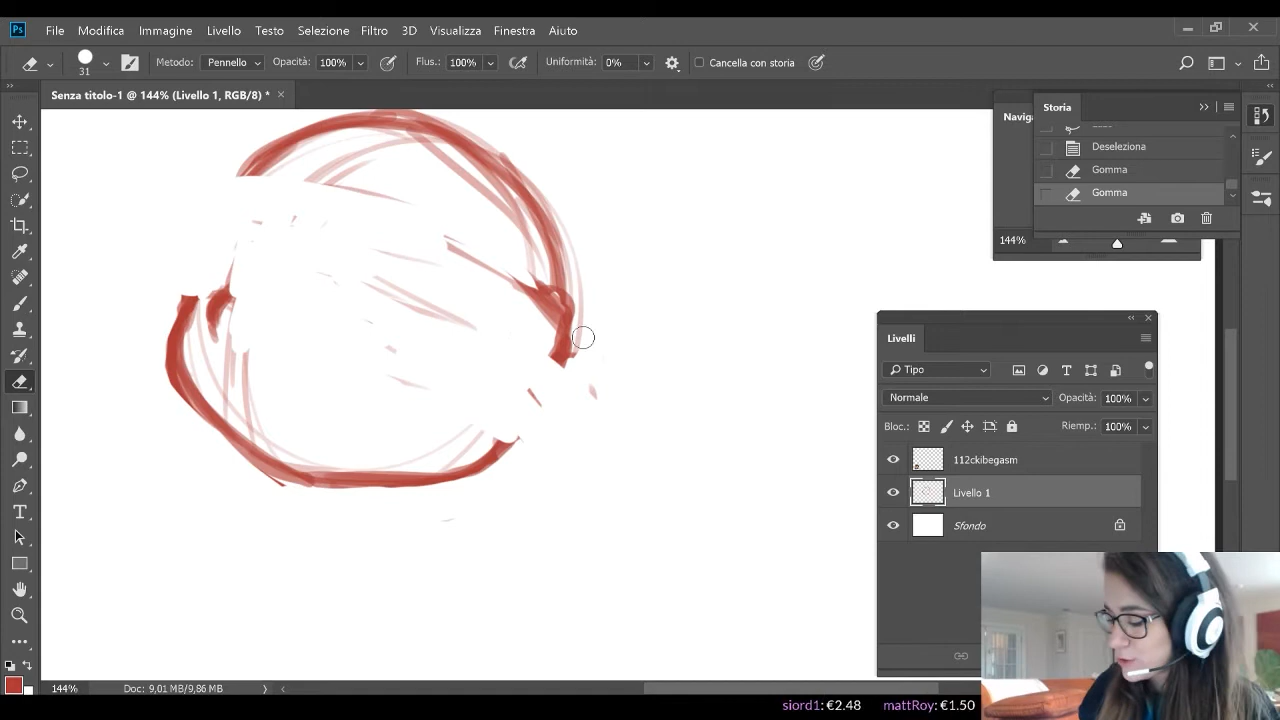 Ps File Modifica Immagine Livello Testo Selezione Filtro 3D Visualizza Finestra Aiuto
31 Metodo: Pennello Opacità: 100% Flus.: 100% Uniformità: 0% Cancella con storia
Senza titolo-1 @ 144% (Livello 1, RGB/8) *
Naviga
Storia
Deseleziona
Gomma
Gomma
144%
Livelli
Tipo
Normale Opacità: 100%
Bloc.: Riemp.: 100%
112ckibegasm
Livello 1
Sfondo
144% Doc: 9,01 MB/9,86 MB
siord1: €2.48 mattRoy: €1.50